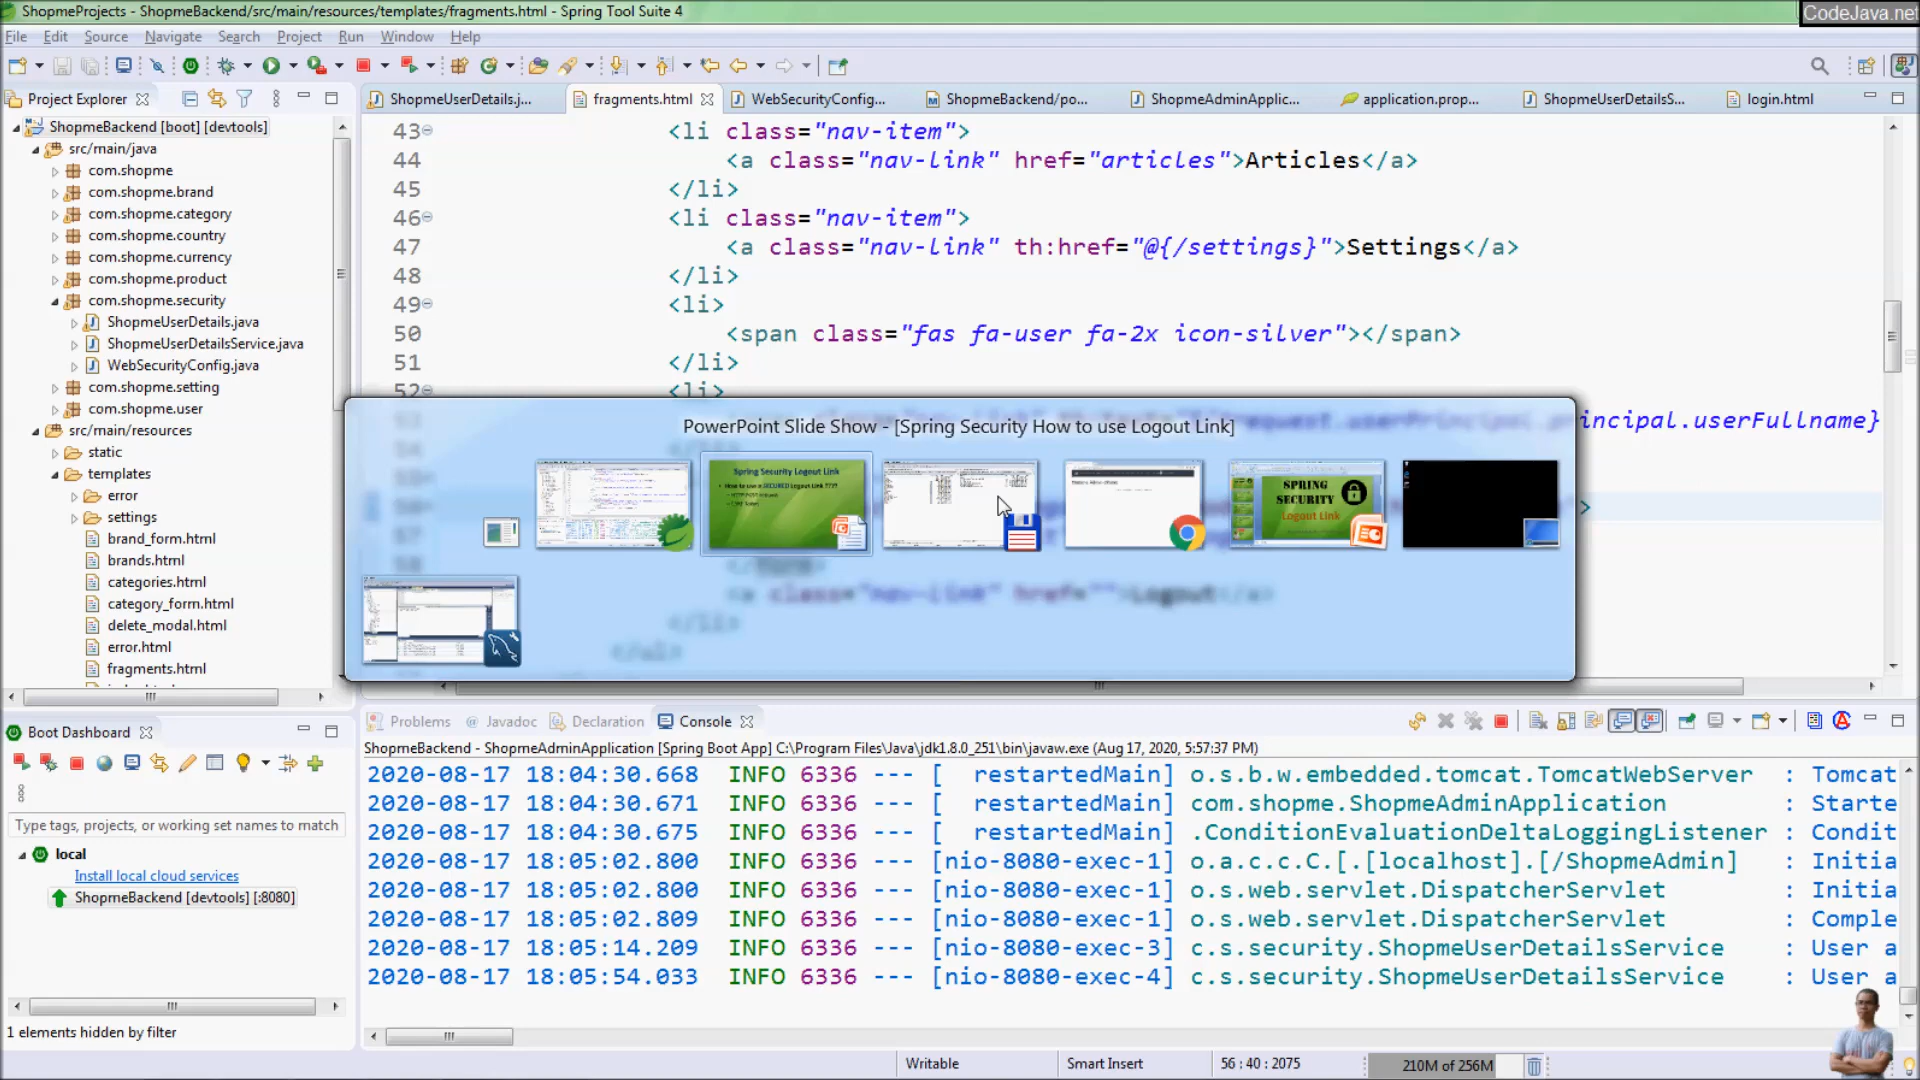 ShopmeProjects - ShopmeBackend/src/main/resources/templates/fragments.html - Spring Tool Suite 4
CodeJava.net
File Edit Source Navigate Search Project Run Window Help
Project Explorer
ShopmeUserDetails.j... fragments.html WebSecurityConfig... ShopmeBackend/po... ShopmeAdminApplic... application.prop... ShopmeUserDetailsS... login.html
ShopmeBackend [boot] [devtools]
src/main/java
com.shopme
com.shopme.brand
com.shopme.category
com.shopme.country
com.shopme.currency
com.shopme.product
com.shopme.security
ShopmeUserDetails.java
ShopmeUserDetailsService.java
WebSecurityConfig.java
com.shopme.setting
com.shopme.user
src/main/resources
static
templates
error
settings
brand_form.html
brands.html
categories.html
category_form.html
delete_modal.html
error.html
fragments.html
43 <li class="nav-item">
44 <a class="nav-link" href="articles">Articles</a>
45 </li>
46 <li class="nav-item">
47 <a class="nav-link" th:href="@{/settings}">Settings</a>
48 </li>
49 <li>
50 <span class="fas fa-user fa-2x icon-silver"></span>
51 </li>
52 <li>
request.userPrincipal.principal.userFullname}
>
<a class="nav-link" href="">Logout</a>
</li>
</ul>
PowerPoint Slide Show - [Spring Security How to use Logout Link]
Spring Security Logout Link
SPRING
SECURITY
Logout Link
Boot Dashboard
Type tags, projects, or working set names to match
local
Install local cloud services
ShopmeBackend [devtools] [:8080]
1 elements hidden by filter
Problems Javadoc Declaration Console
ShopmeBackend - ShopmeAdminApplication [Spring Boot App] C:\Program Files\Java\jdk1.8.0_251\bin\javaw.exe (Aug 17, 2020, 5:57:37 PM)
2020-08-17 18:04:30.668 INFO 6336 --- [ restartedMain] o.s.b.w.embedded.tomcat.TomcatWebServer : Tomcat
2020-08-17 18:04:30.671 INFO 6336 --- [ restartedMain] com.shopme.ShopmeAdminApplication : Starte
2020-08-17 18:04:30.675 INFO 6336 --- [ restartedMain] .ConditionEvaluationDeltaLoggingListener : Condit
2020-08-17 18:05:02.800 INFO 6336 --- [nio-8080-exec-1] o.a.c.c.C.[.[localhost].[/ShopmeAdmin] : Initia
2020-08-17 18:05:02.800 INFO 6336 --- [nio-8080-exec-1] o.s.web.servlet.DispatcherServlet : Initia
2020-08-17 18:05:02.809 INFO 6336 --- [nio-8080-exec-1] o.s.web.servlet.DispatcherServlet : Comple
2020-08-17 18:05:14.209 INFO 6336 --- [nio-8080-exec-3] c.s.security.ShopmeUserDetailsService : User a
2020-08-17 18:05:54.033 INFO 6336 --- [nio-8080-exec-4] c.s.security.ShopmeUserDetailsService : User a
Writable Smart Insert 56 : 40 : 2075 210M of 256M